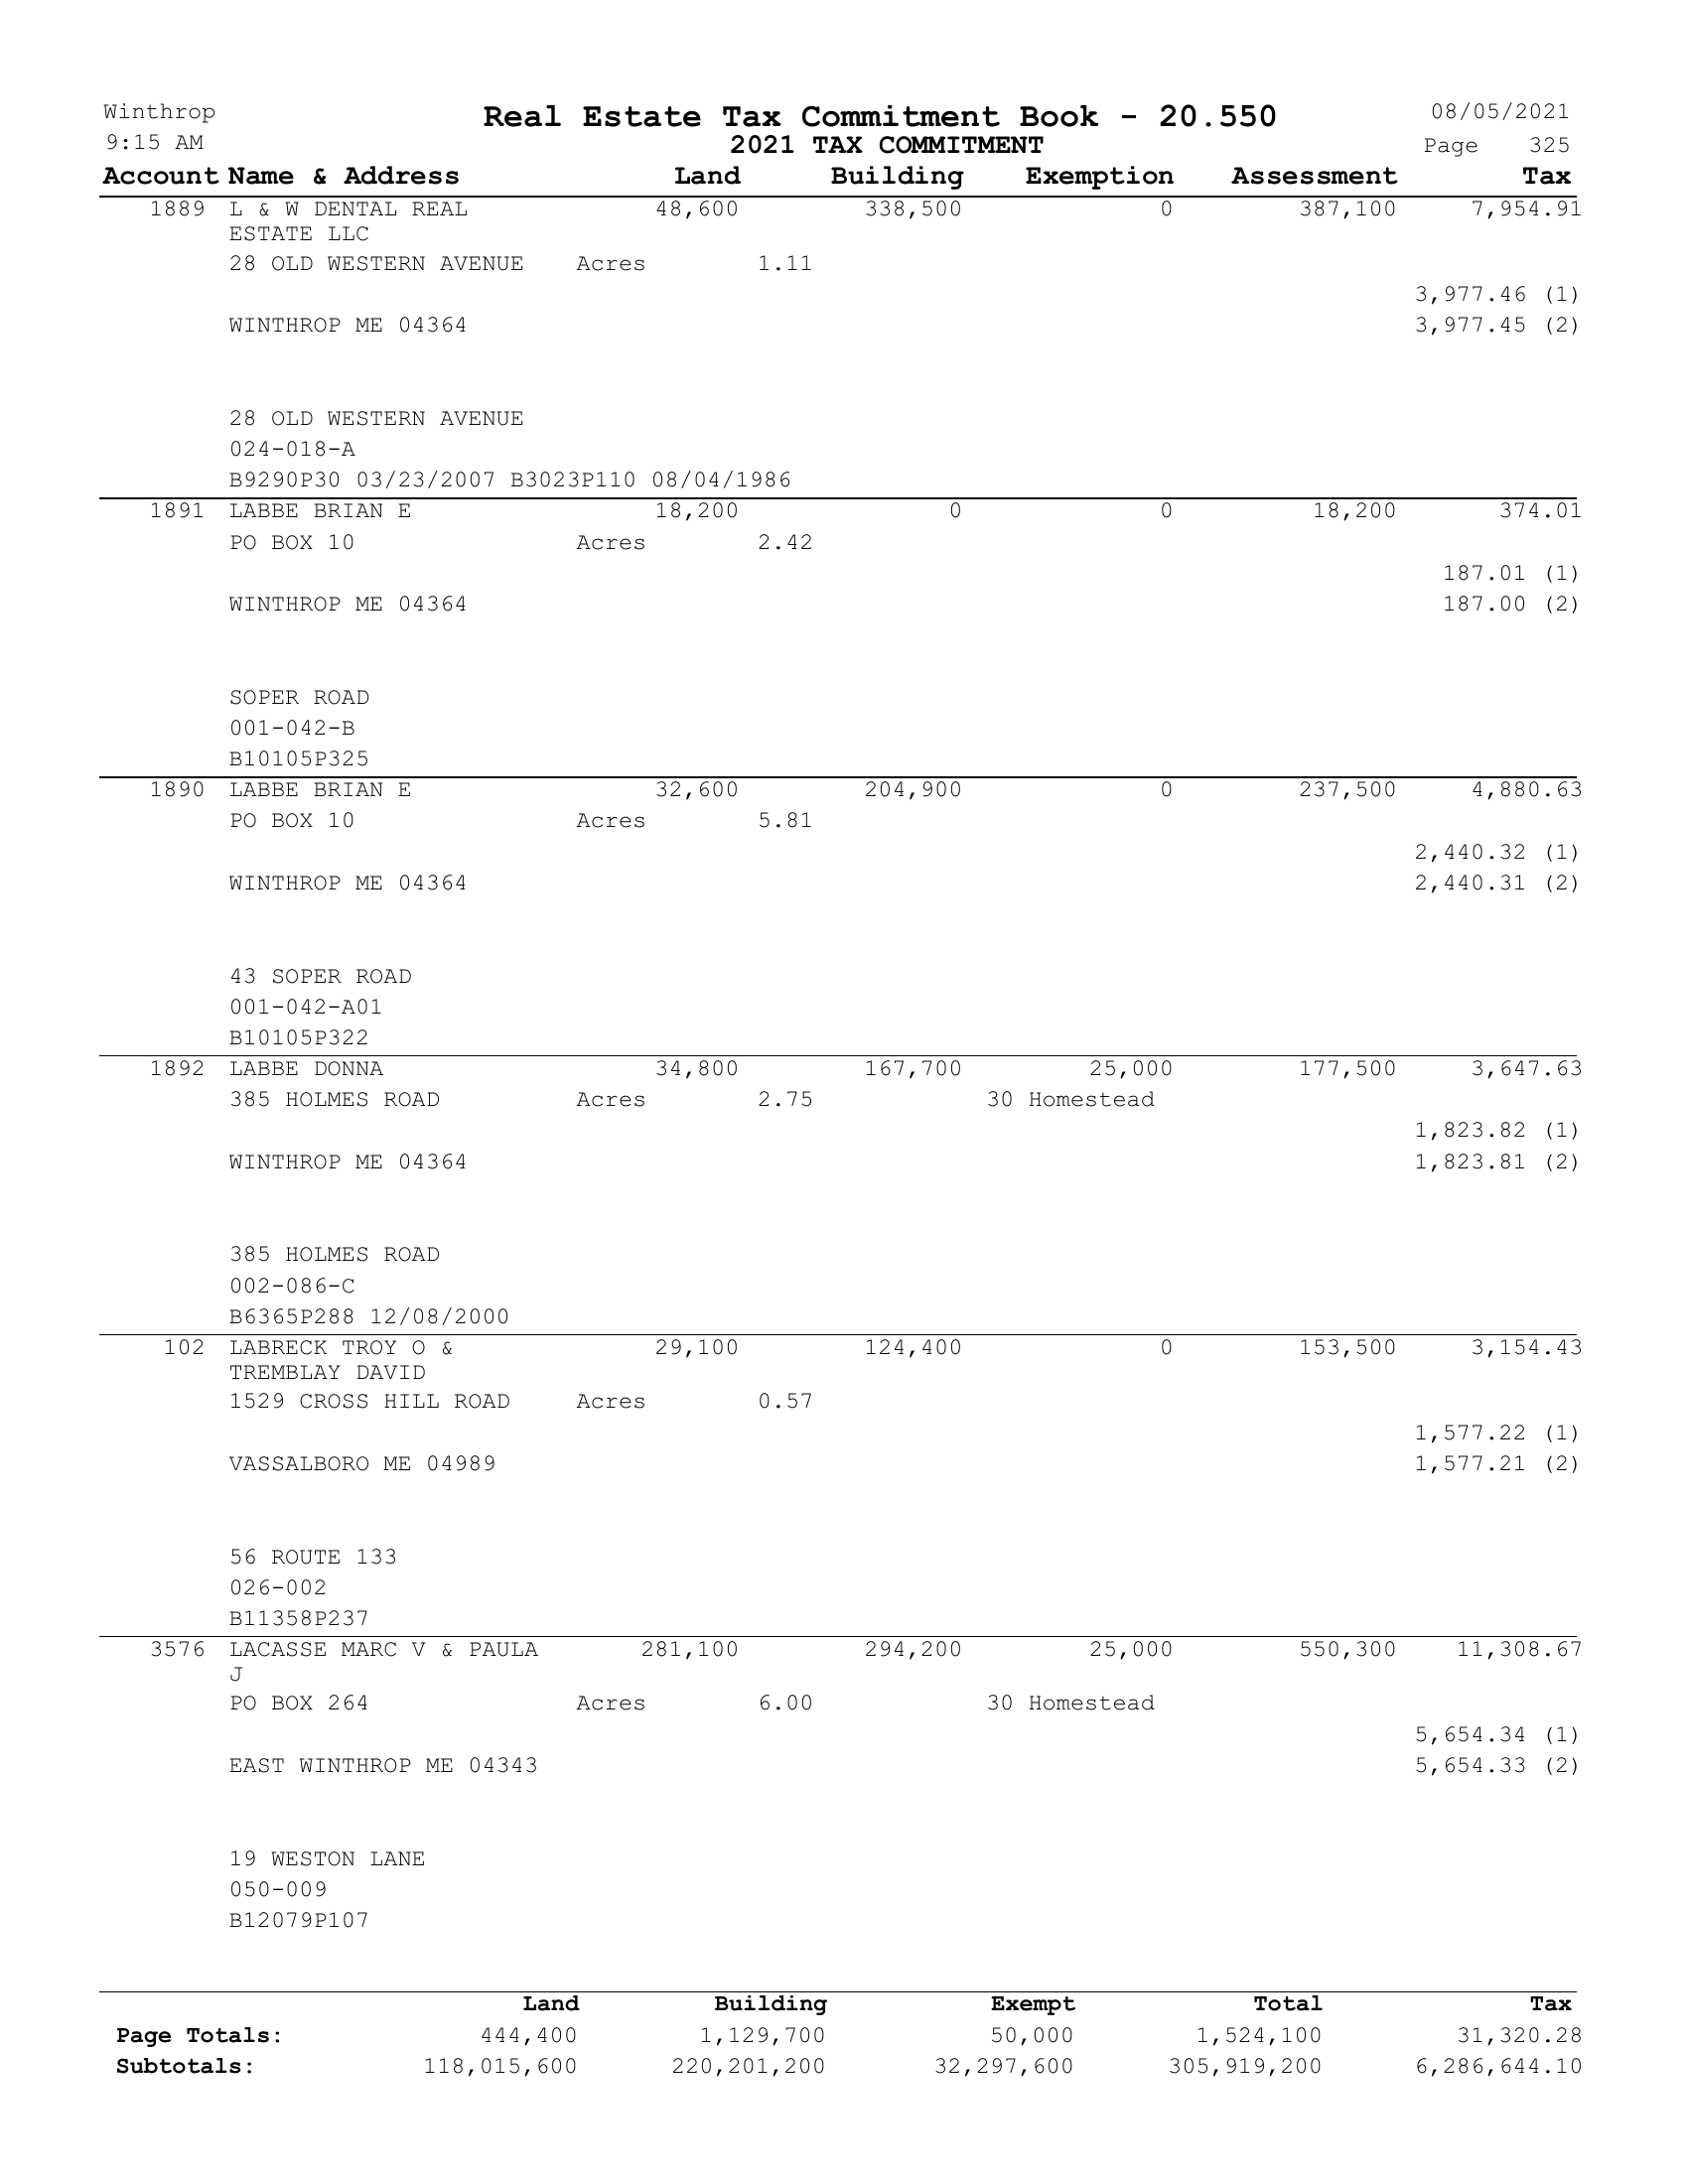 Winthrop Real Estate Tax Commitment Book - 20.550 08/05/2021
9:15 AM 2021 TAX COMMITMENT Page 325
Account Name & Address Land Building Exemption Assessment Tax
1889 L & W DENTAL REAL 48,600 338,500 0 387,100 7,954.91
ESTATE LLC
28 OLD WESTERN AVENUE Acres 1.11
3,977.46 (1)
WINTHROP ME 04364 3,977.45 (2)
28 OLD WESTERN AVENUE
024-018-A
B9290P30 03/23/2007 B3023P110 08/04/1986
1891 LABBE BRIAN E 18,200 0 0 18,200 374.01
PO BOX 10 Acres 2.42
187.01 (1)
WINTHROP ME 04364 187.00 (2)
SOPER ROAD
001-042-B
B10105P325
1890 LABBE BRIAN E 32,600 204,900 0 237,500 4,880.63
PO BOX 10 Acres 5.81
2,440.32 (1)
WINTHROP ME 04364 2,440.31 (2)
43 SOPER ROAD
001-042-A01
B10105P322
1892 LABBE DONNA 34,800 167,700 25,000 177,500 3,647.63
385 HOLMES ROAD Acres 2.75 30 Homestead
1,823.82 (1)
WINTHROP ME 04364 1,823.81 (2)
385 HOLMES ROAD
002-086-C
B6365P288 12/08/2000
102 LABRECK TROY O & 29,100 124,400 0 153,500 3,154.43
TREMBLAY DAVID
1529 CROSS HILL ROAD Acres 0.57
1,577.22 (1)
VASSALBORO ME 04989 1,577.21 (2)
56 ROUTE 133
026-002
B11358P237
3576 LACASSE MARC V & PAULA 281,100 294,200 25,000 550,300 11,308.67
J
PO BOX 264 Acres 6.00 30 Homestead
5,654.34 (1)
EAST WINTHROP ME 04343 5,654.33 (2)
19 WESTON LANE
050-009
B12079P107
Land Building Exempt Total Tax
Page Totals: 444,400 1,129,700 50,000 1,524,100 31,320.28
Subtotals: 118,015,600 220,201,200 32,297,600 305,919,200 6,286,644.10